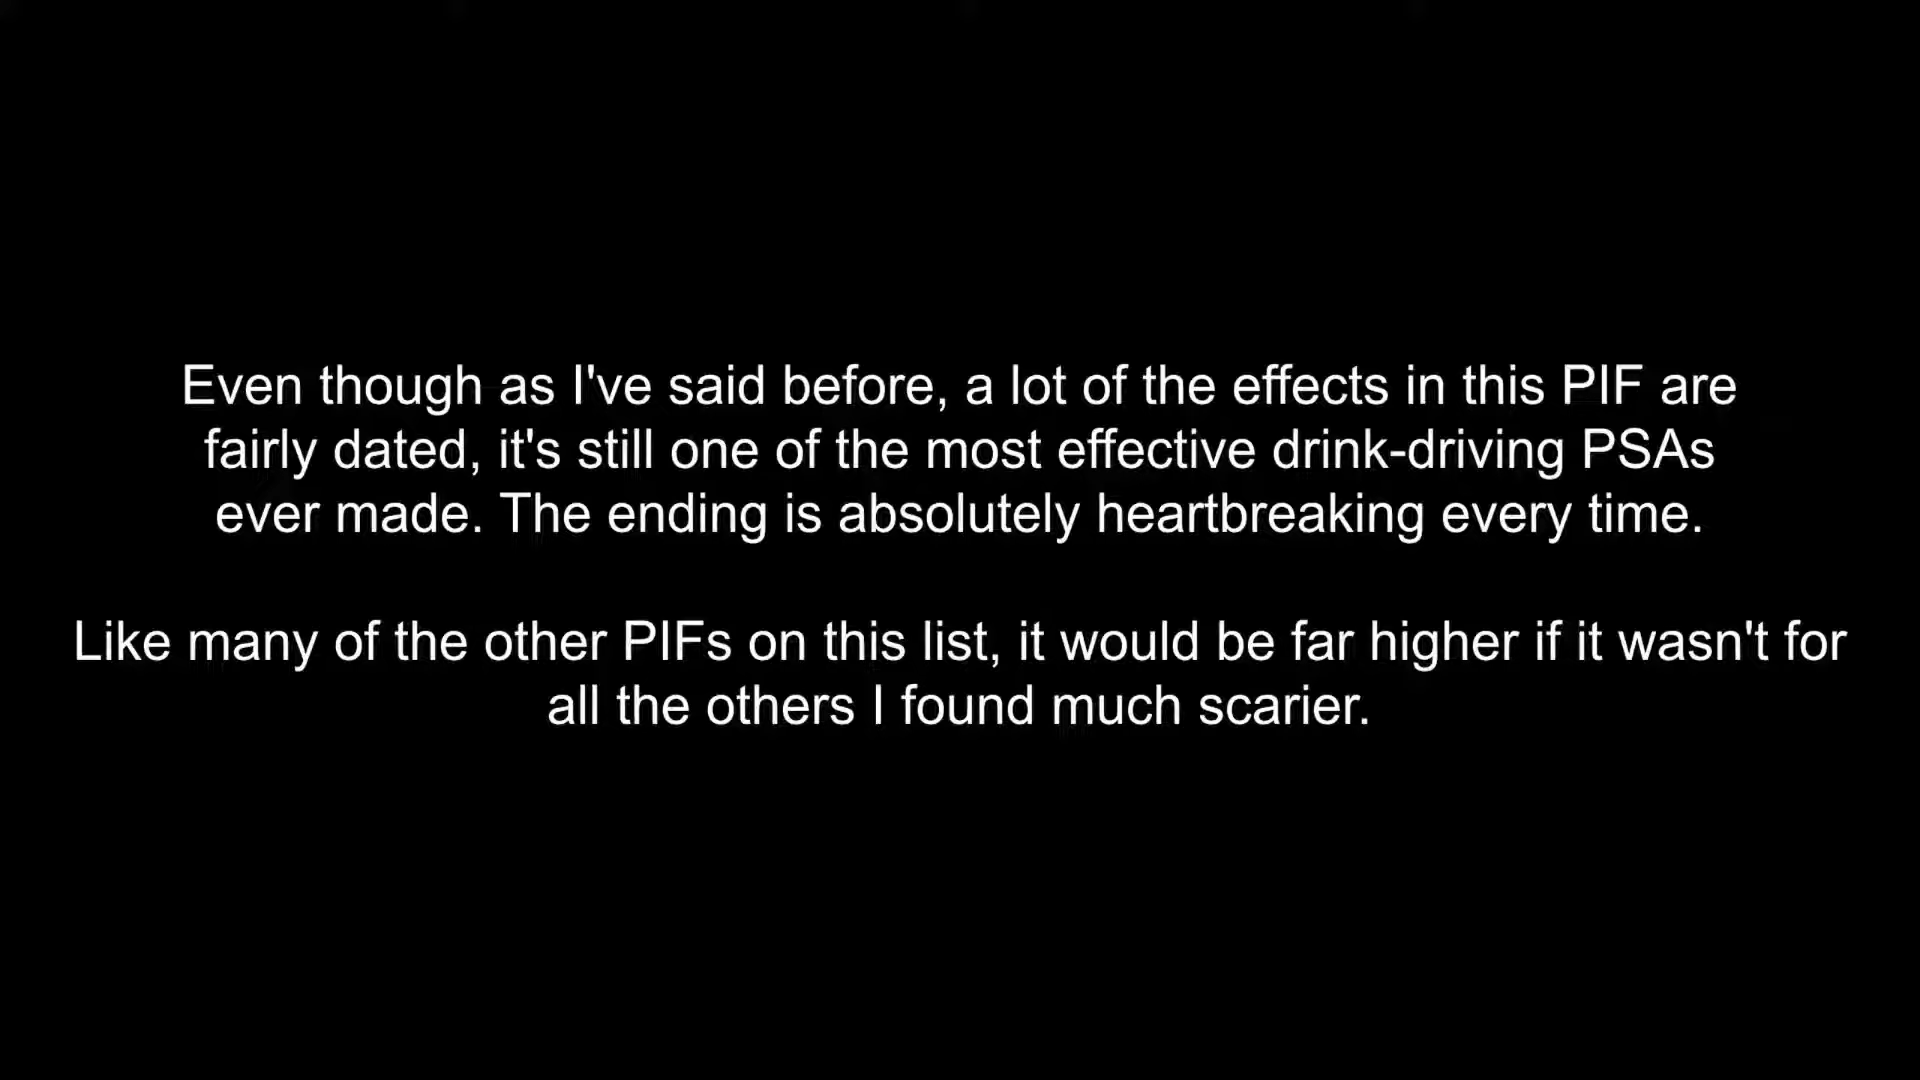 Even though as I've said before, a lot of the effects in this PIF are
fairly dated, it's still one of the most effective drink-driving PSAs
ever made. The ending is absolutely heartbreaking every time.
Like many of the other PIFs on this list, it would be far higher if it wasn't for
all the others I found much scarier.